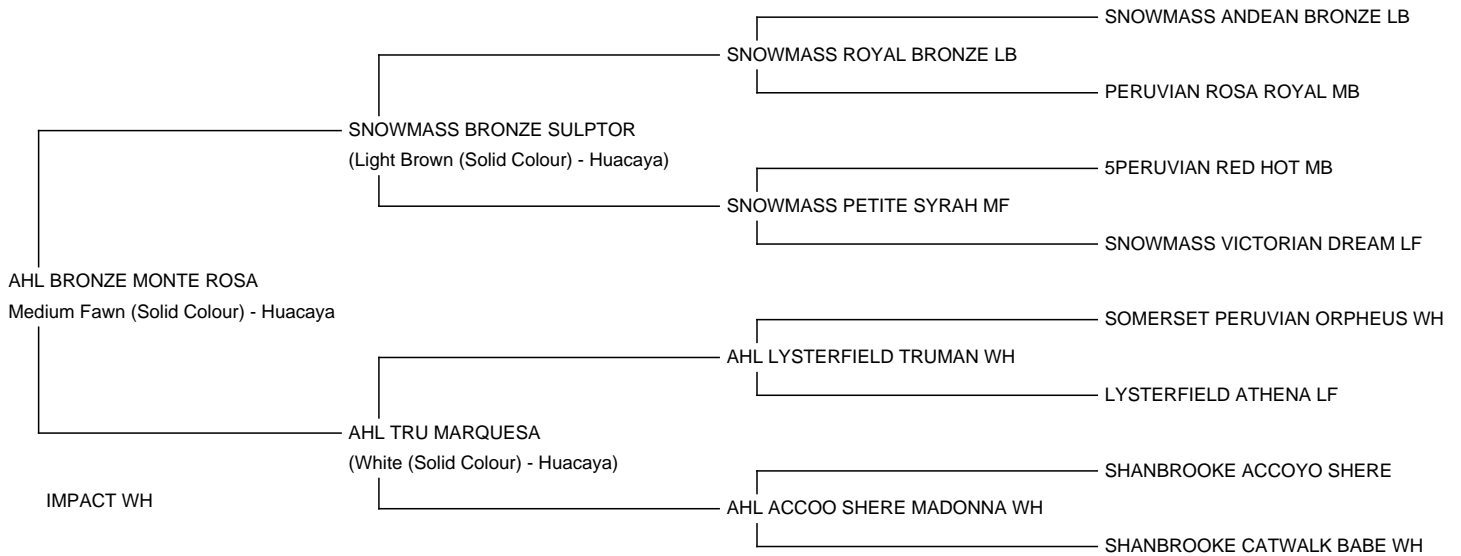 SNOWMASS ANDEAN BRONZE LB
SNOWMASS ROYAL BRONZE LB
PERUVIAN ROSA ROYAL MB
SNOWMASS BRONZE SULPTOR
(Light Brown (Solid Colour) - Huacaya)
5PERUVIAN RED HOT MB
SNOWMASS PETITE SYRAH MF
SNOWMASS VICTORIAN DREAM LF
AHL BRONZE MONTE ROSA
Medium Fawn (Solid Colour) - Huacaya
SOMERSET PERUVIAN ORPHEUS WH
AHL LYSTERFIELD TRUMAN WH
LYSTERFIELD ATHENA LF
AHL TRU MARQUESA
(White (Solid Colour) - Huacaya)
SHANBROOKE ACCOYO SHERE
IMPACT WH
AHL ACCOO SHERE MADONNA WH
SHANBROOKE CATWALK BABE WH